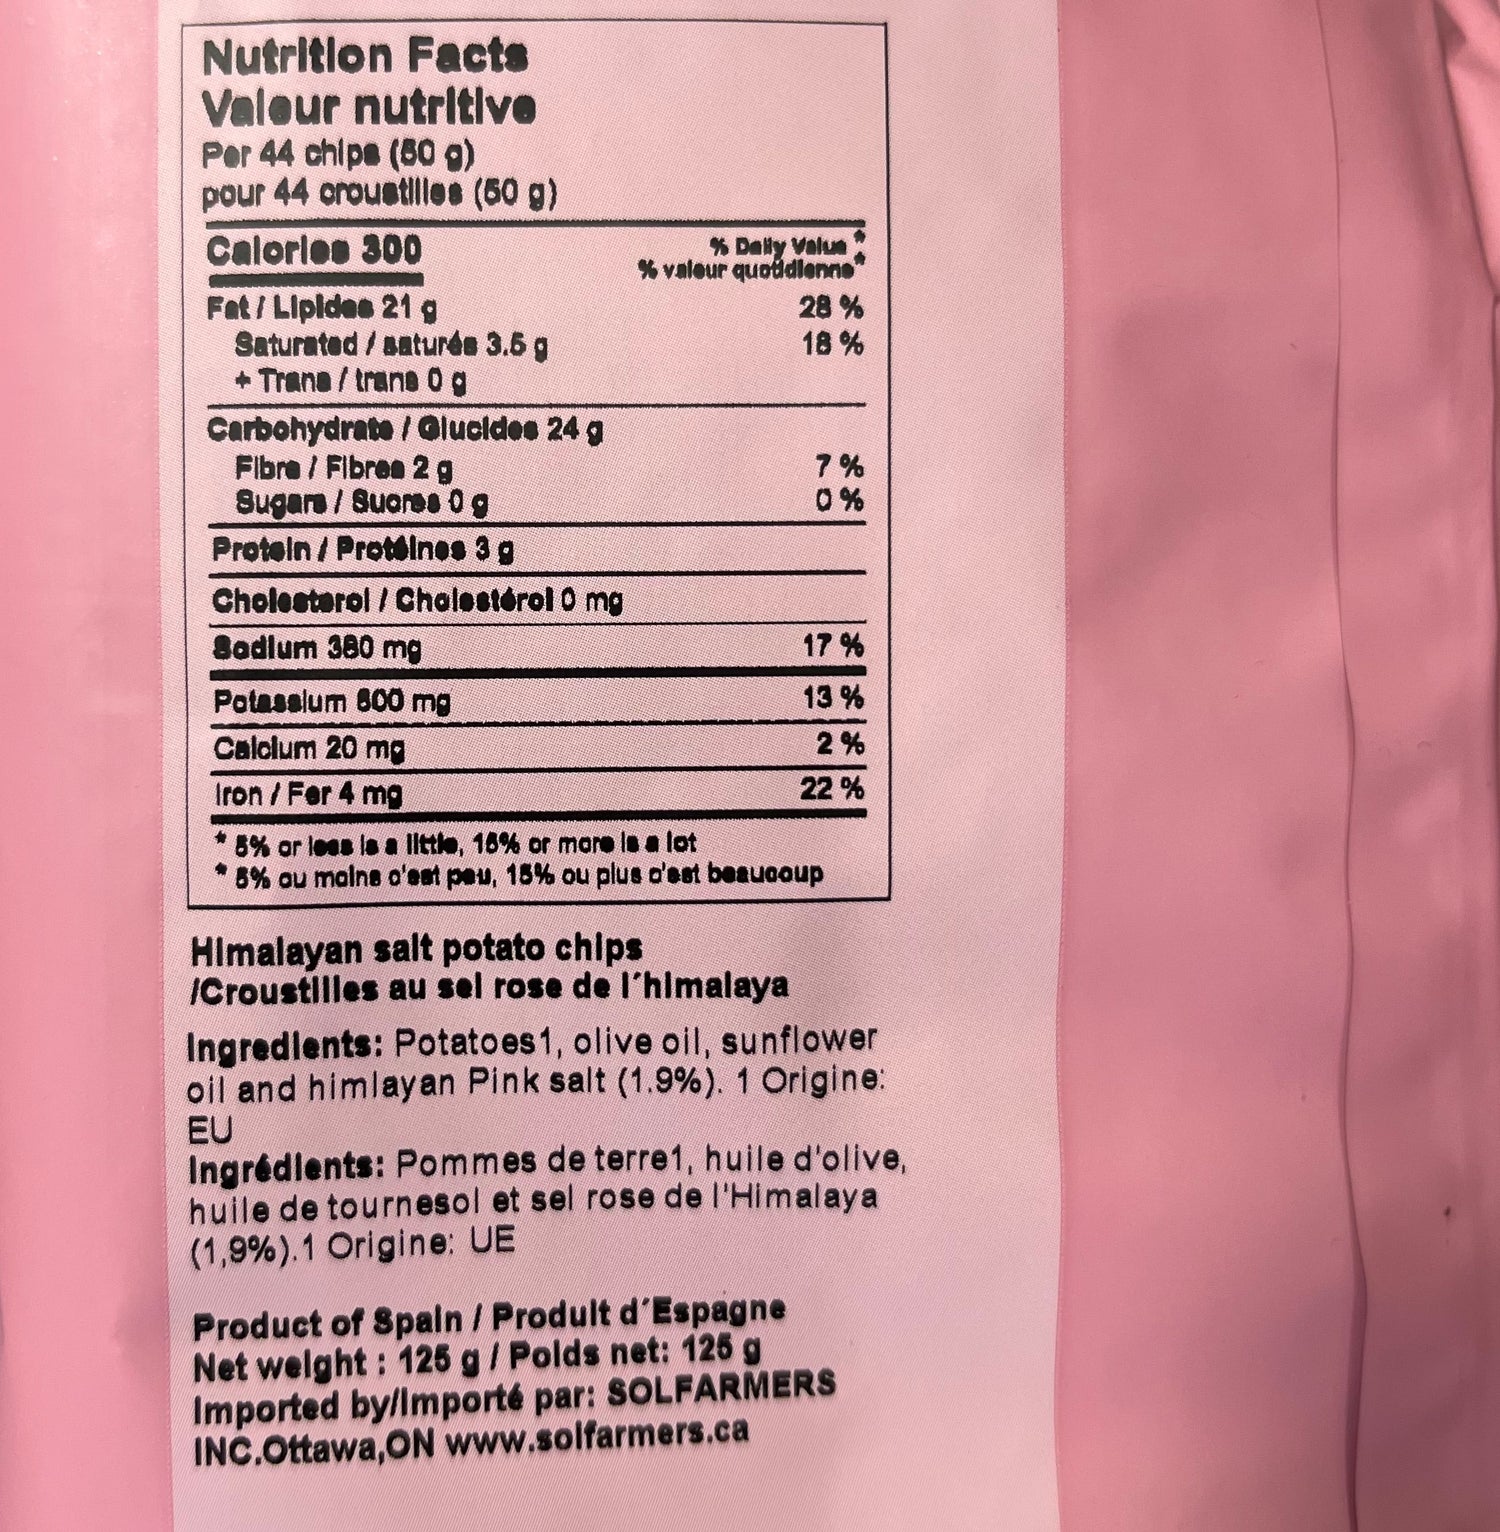 Nutrition Facts
Valeur nutritive
Per 44 chips (50 g)
pour 44 croustilles (50 g)
Calories 300
% Daily Value *
% valeur quotidienne*
Fat / Lipides 21 g 28 %
Saturated / saturés 3.5 g 18 %
+ Trans / trans 0 g
Carbohydrate / Glucides 24 g
Fibre / Fibres 2 g 7 %
Sugars / Sucres 0 g 0 %
Protein / Protéines 3 g
Cholesterol / Cholestérol 0 mg
Sodium 380 mg 17 %
Potassium 600 mg 13 %
Calcium 20 mg 2 %
Iron / Fer 4 mg 22 %
* 5% or less is a little, 15% or more is a lot
* 5% ou moins c'est peu, 15% ou plus c'est beaucoup
Himalayan salt potato chips
/Croustilles au sel rose de l´himalaya
Ingredients: Potatoes1, olive oil, sunflower
oil and himlayan Pink salt (1.9%). 1 Origine:
EU
Ingrédients: Pommes de terre1, huile d'olive,
huile de tournesol et sel rose de l'Himalaya
(1,9%).1 Origine: UE
Product of Spain / Produit d´Espagne
Net weight : 125 g / Poids net: 125 g
Imported by/Importé par: SOLFARMERS
INC.Ottawa,ON www.solfarmers.ca